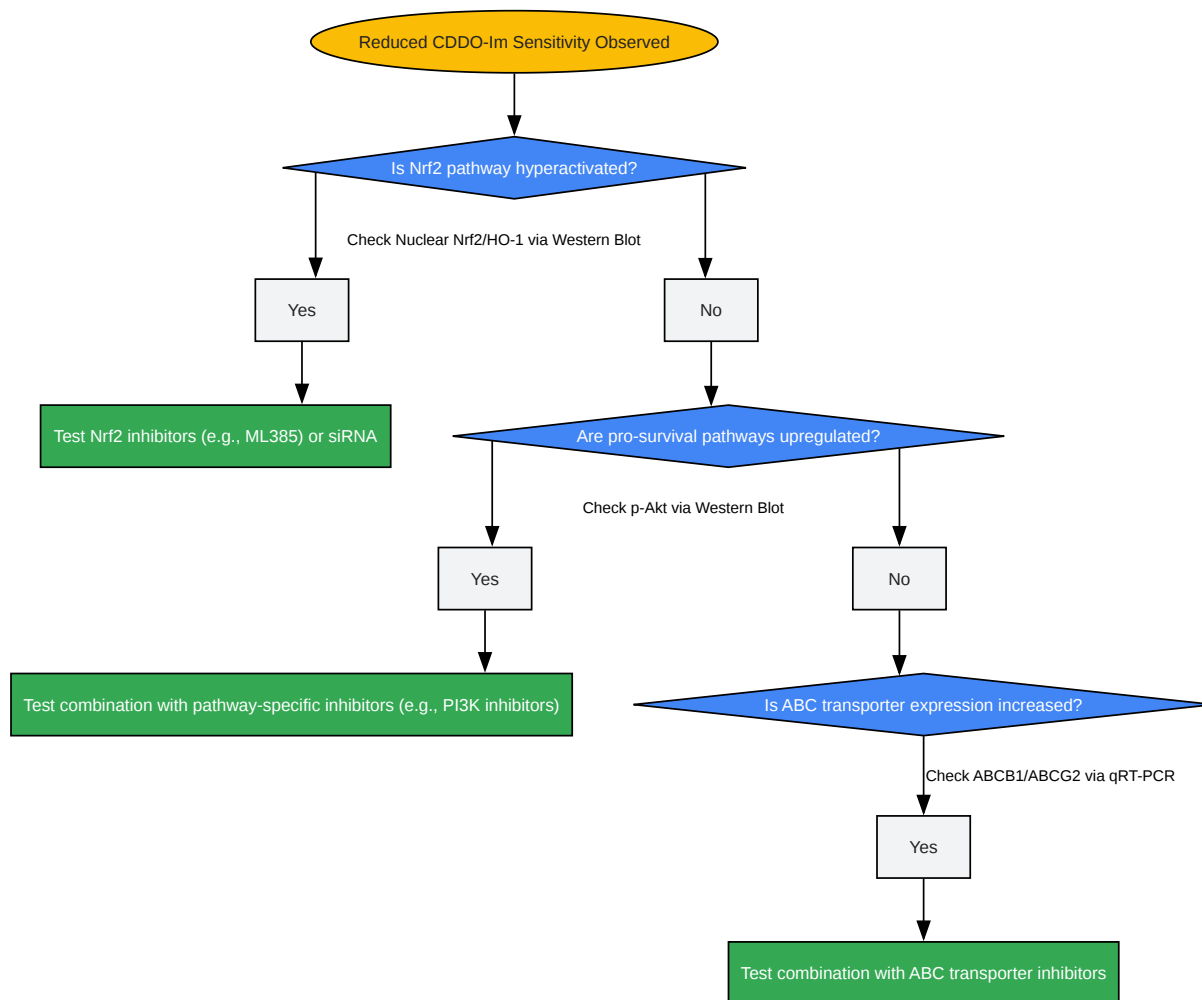 Reduced CDDO-Im Sensitivity Observed
Is Nrf2 pathway hyperactivated?
Check Nuclear Nrf2/HO-1 via Western Blot
Yes
No
Test Nrf2 inhibitors (e.g., ML385) or siRNA
Are pro-survival pathways upregulated?
Check p-Akt via Western Blot
Yes
No
Test combination with pathway-specific inhibitors (e.g., PI3K inhibitors)
Is ABC transporter expression increased?
Check ABCB1/ABCG2 via qRT-PCR
Yes
Test combination with ABC transporter inhibitors